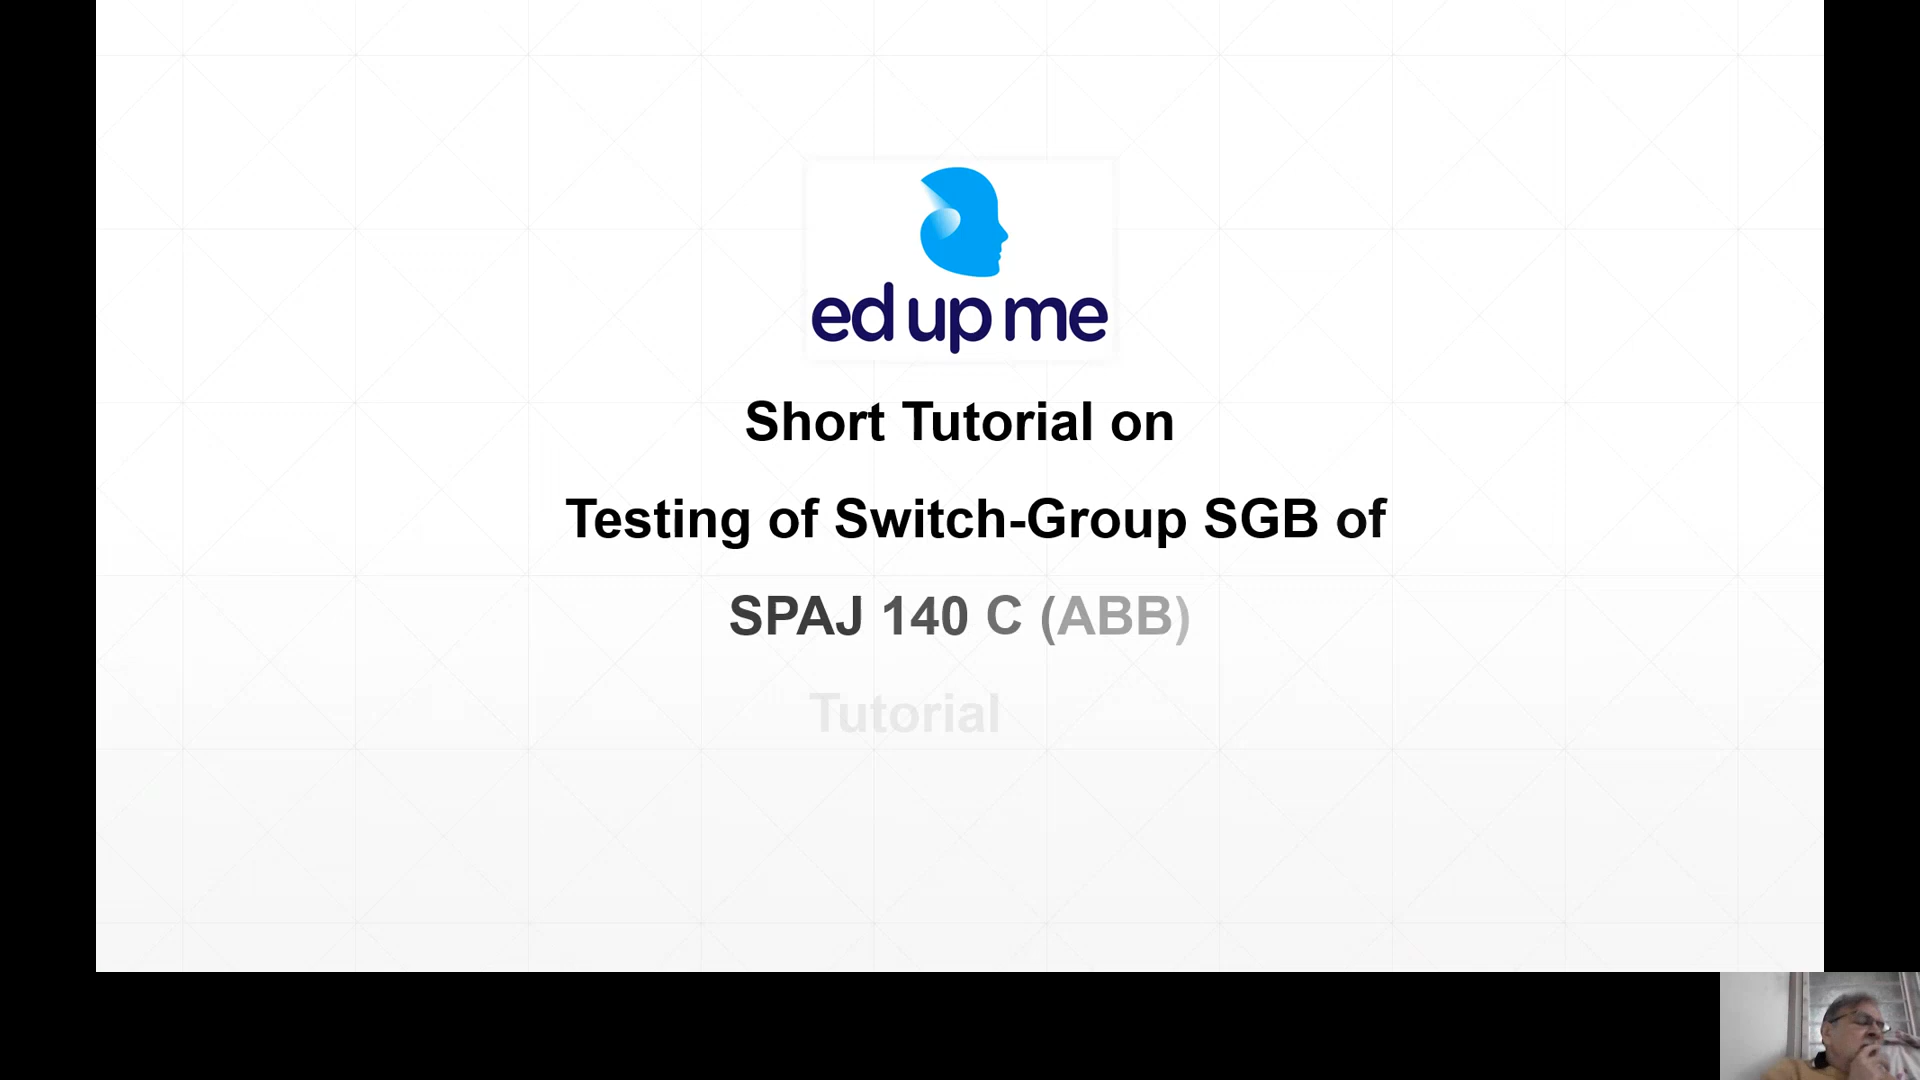 ed up me
Short Tutorial on
Testing of Switch-Group SGB of
SPAJ 140 C (ABB)
Tutorial